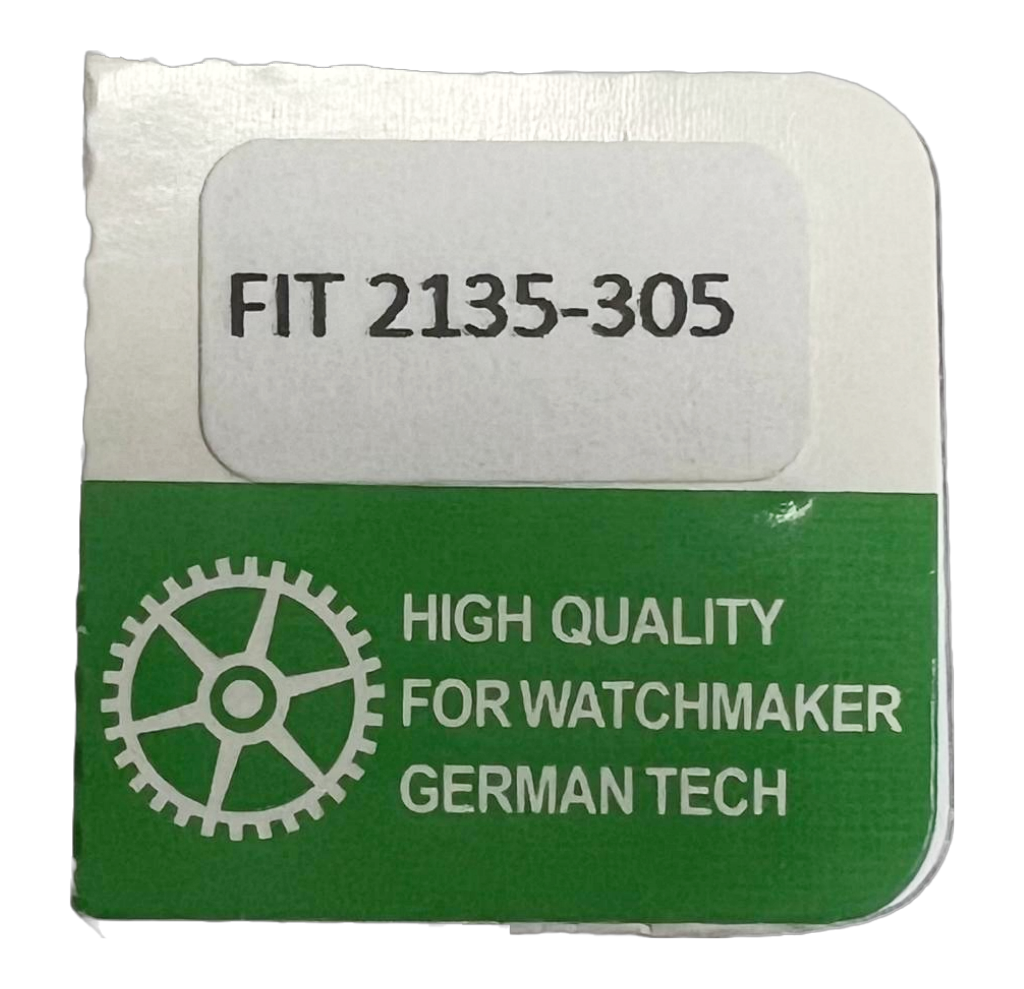 FIT 2135-305
HIGH QUALITY
FOR WATCHMAKER
GERMAN TECH